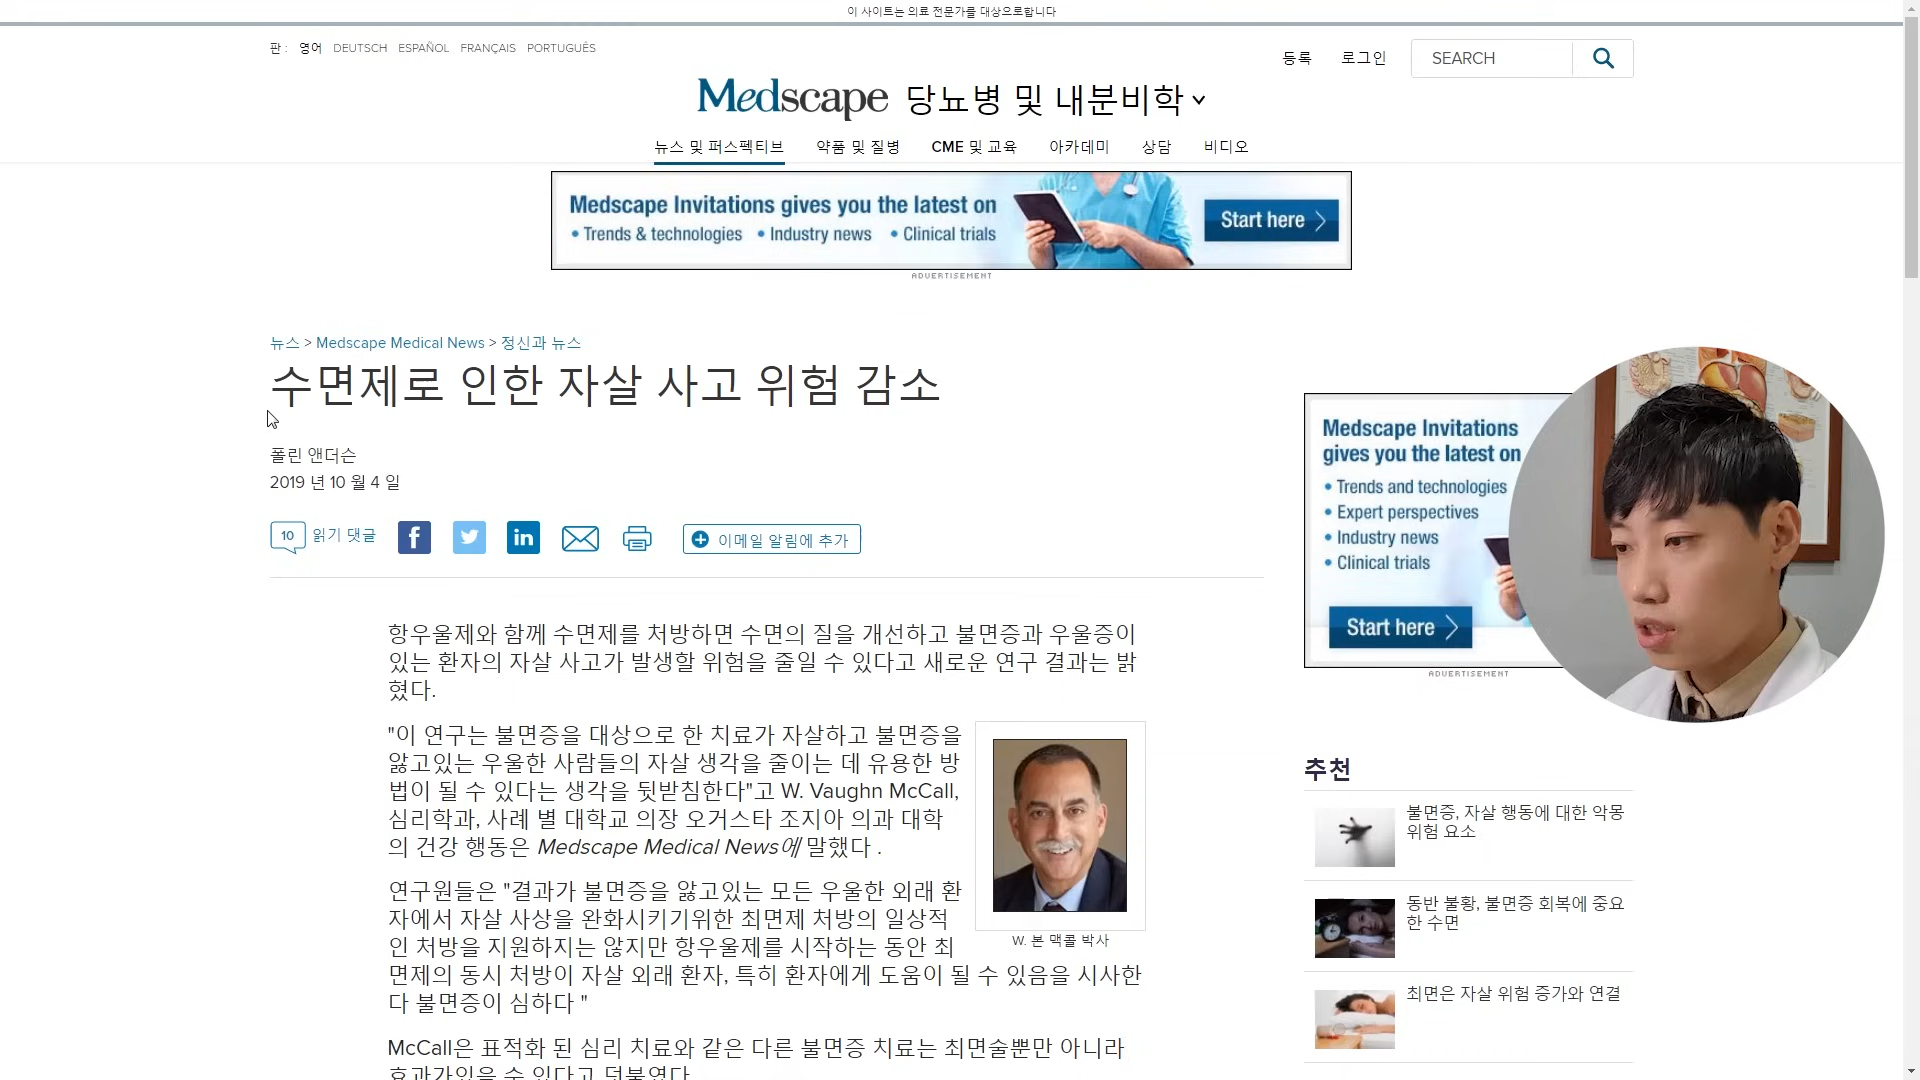 이 사이트는 의료 전문가를 대상으로합니다
판 : 영어 DEUTSCH ESPAÑOL FRANÇAIS PORTUGUÊS
등록 로그인 SEARCH
Medscape 당뇨병 및 내분비학
뉴스 및 퍼스펙티브 약품 및 질병 CME 및 교육 아카데미 상담 비디오
Medscape Invitations gives you the latest on
• Trends & technologies • Industry news • Clinical trials
Start here
ADVERTISEMENT
뉴스 > Medscape Medical News > 정신과 뉴스
수면제로 인한 자살 사고 위험 감소
폴린 앤더슨
2019 년 10 월 4 일
10 읽기 댓글 f in 이메일 알림에 추가
항우울제와 함께 수면제를 처방하면 수면의 질을 개선하고 불면증과 우울증이
있는 환자의 자살 사고가 발생할 위험을 줄일 수 있다고 새로운 연구 결과는 밝
혔다.
"이 연구는 불면증을 대상으로 한 치료가 자살하고 불면증을
앓고있는 우울한 사람들의 자살 생각을 줄이는 데 유용한 방
법이 될 수 있다는 생각을 뒷받침한다"고 W. Vaughn McCall,
심리학과, 사례 별 대학교 의장 오거스타 조지아 의과 대학
의 건강 행동은 Medscape Medical News에 말했다 .
W. 본 맥콜 박사
연구원들은 "결과가 불면증을 앓고있는 모든 우울한 외래 환
자에서 자살 사상을 완화시키기위한 최면제 처방의 일상적
인 처방을 지원하지는 않지만 항우울제를 시작하는 동안 최
면제의 동시 처방이 자살 외래 환자, 특히 환자에게 도움이 될 수 있음을 시사한
다 불면증이 심하다 "
McCall은 표적화 된 심리 치료와 같은 다른 불면증 치료는 최면술뿐만 아니라
효과가있을 수 있다고 덧붙였다
Medscape Invitations
gives you the latest on
• Trends and technologies
• Expert perspectives
• Industry news
• Clinical trials
Start here
ADVERTISEMENT
추천
불면증, 자살 행동에 대한 악몽
위험 요소
동반 불황, 불면증 회복에 중요
한 수면
최면은 자살 위험 증가와 연결